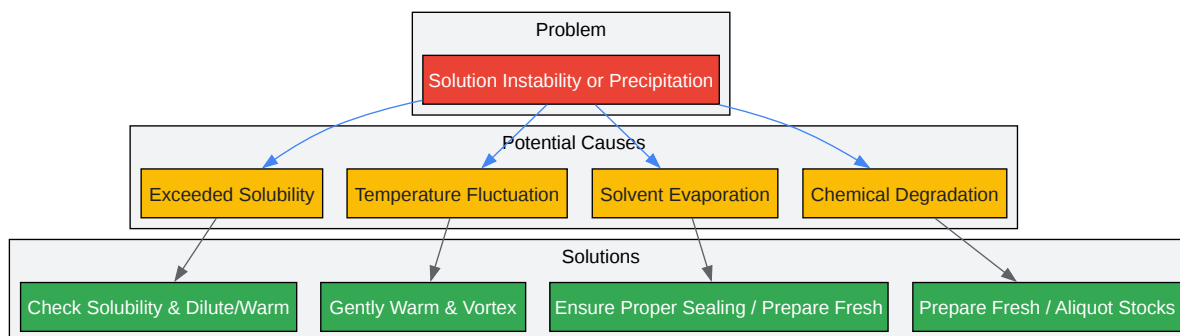 Problem
Solution Instability or Precipitation
Potential Causes
Exceeded Solubility
Temperature Fluctuation
Solvent Evaporation
Chemical Degradation
Solutions
Check Solubility & Dilute/Warm
Gently Warm & Vortex
Ensure Proper Sealing / Prepare Fresh
Prepare Fresh / Aliquot Stocks